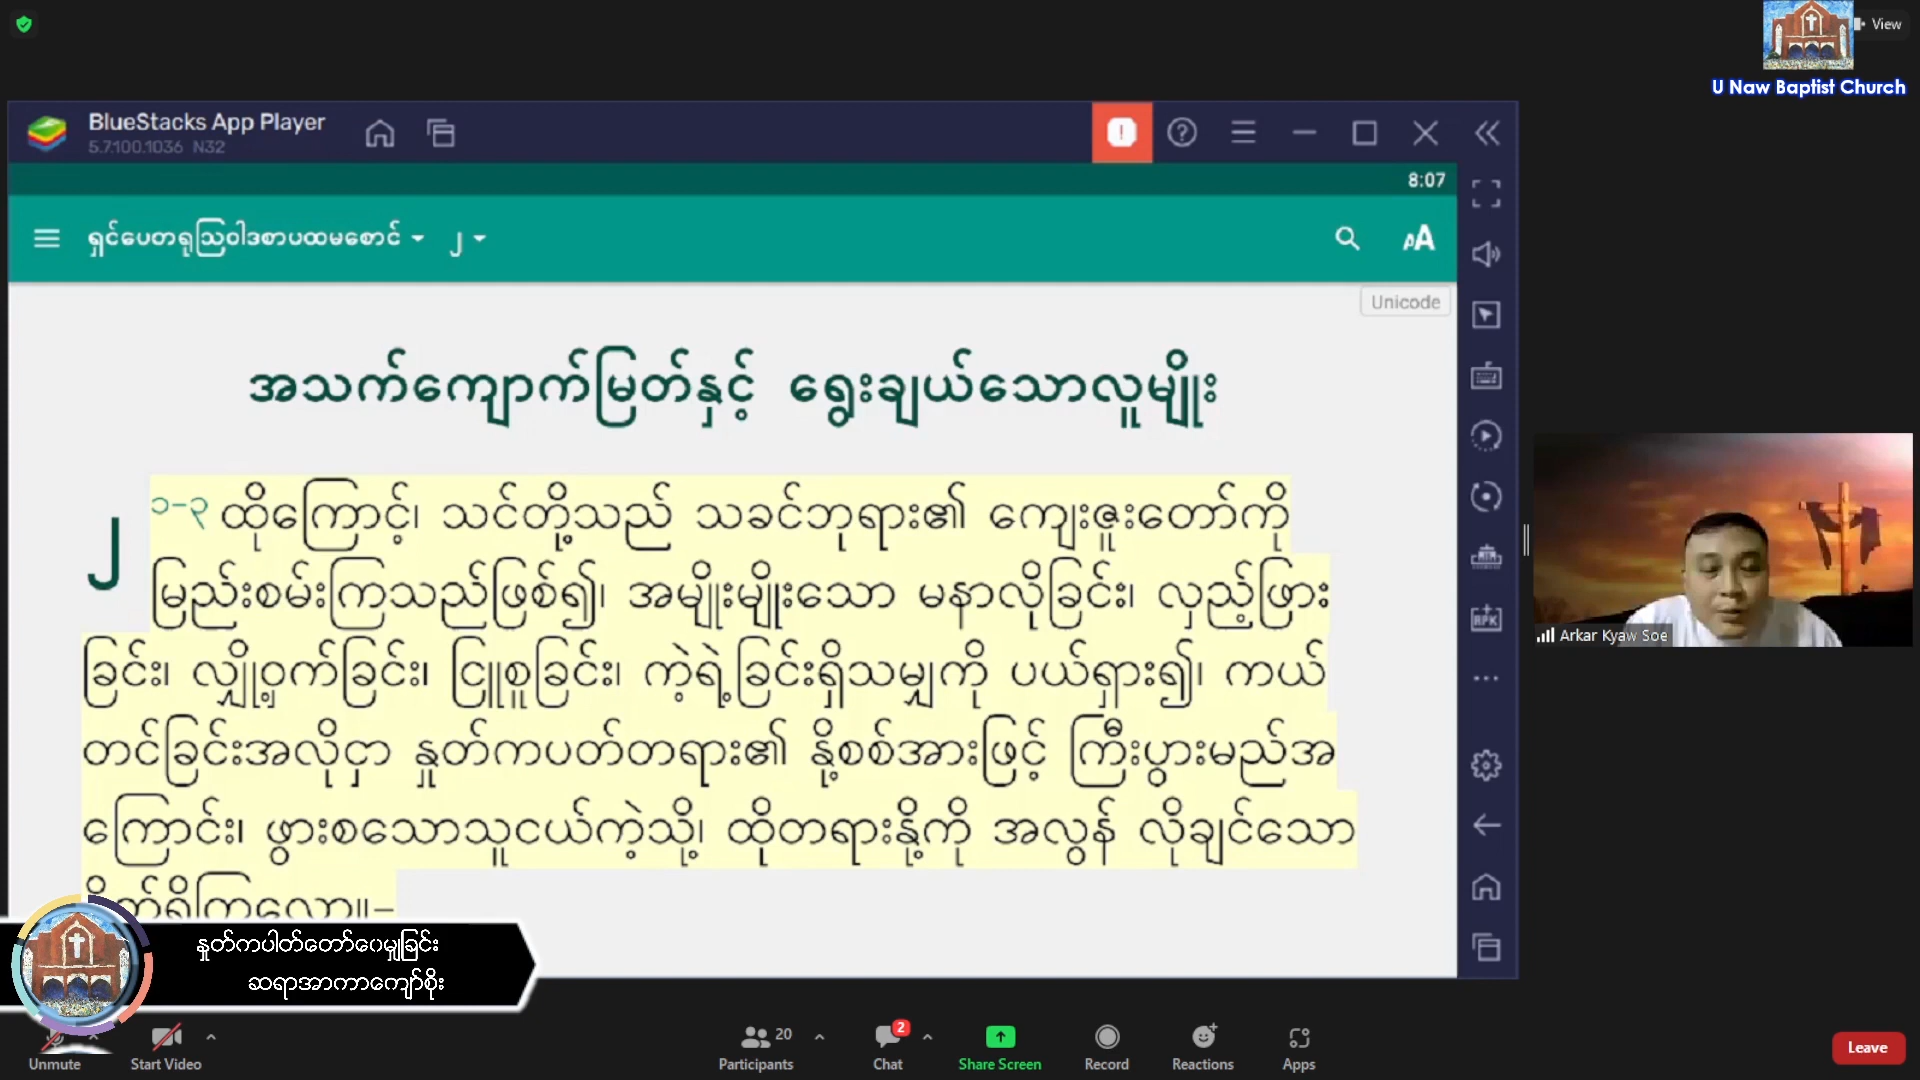 View
U Naw Baptist Church
BlueStacks App Player
5.7.100.1036 N32
8:07
ရှင်ပေတရုဩဝါဒစာပထမစောင် ၂
AA
Unicode
အသက်ကျောက်မြတ်နှင့် ရွေးချယ်သောလူမျိုး
၂ ၁-၃ ထိုကြောင့်၊ သင်တို့သည် သခင်ဘုရား၏ ကျေးဇူးတော်ကို
မြည်းစမ်းကြသည်ဖြစ်၍၊ အမျိုးမျိုးသော မနာလိုခြင်း၊ လှည့်ဖြား
ခြင်း၊ လျှို့ဝှက်ခြင်း၊ ငြူစူခြင်း၊ ကဲ့ရဲ့ခြင်းရှိသမျှကို ပယ်ရှား၍၊ ကယ်
တင်ခြင်းအလိုငှာ နှုတ်ကပတ်တရား၏ နို့စစ်အားဖြင့် ကြီးပွားမည်အ
ကြောင်း၊ ဖွားစသောသူငယ်ကဲ့သို့၊ ထိုတရားနို့ကို အလွန် လိုချင်သော
စိတ်ရှိကြလော့။–
Arkar Kyaw Soe
နှုတ်ကပါတ်တော်ဝေမျှခြင်း
ဆရာအာကာကျော်စိုး
Unmute
Start Video
20
Participants
2
Chat
Share Screen
Record
Reactions
Apps
Leave